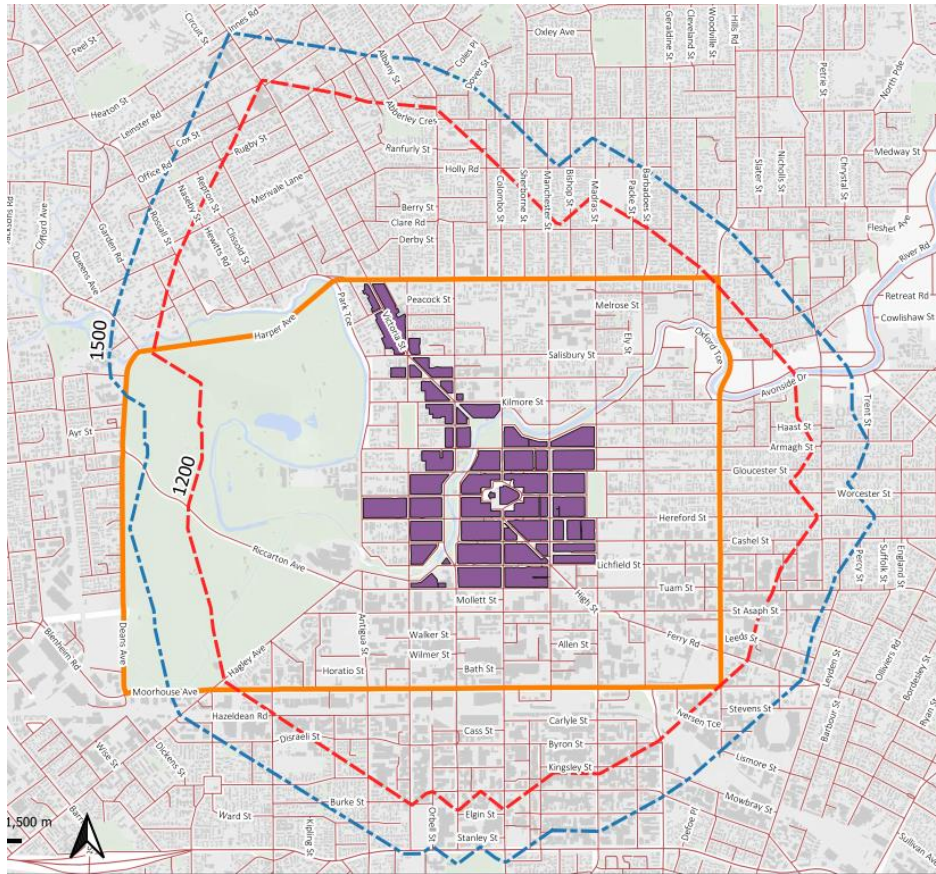 Circuit St
Innes Rd
Peel St
Heaton St
Leinster Rd
Cox St
Office Rd
Rugby St
Albany St
Coles Pl
Dover St
Oxley Ave
Geraldine St
Cleveland St
Woodville St
Hills Rd
Petrie St
North Pde
Abberley Cres
Ranfurly St
Holly Rd
Medway St
Merivale Lane
Repton St
Naseby St
Rossall St
Hewitts Rd
Clissold St
Berry St
Clare Rd
Derby St
Colombo St
Sherborne St
Manchester St
Bishop St
Madras St
Packe St
Barbadoes St
Slater St
Nicholls St
Chrystal St
Flesher Ave
River Rd
Clifford Ave
Garden Rd
Queens Ave
Retreat Rd
Cowlishaw St
Park Tce
Harper Ave
Peacock St
Victoria St
Melrose St
Ely St
Salisbury St
Oxford Tce
Avonside Dr
Trent St
1500
Kilmore St
Ayr St
Haast St
Armagh St
Gloucester St
Worcester St
1200
Hereford St
Cashel St
Riccarton Ave
Lichfield St
Percy St
Suffolk St
England St
Tuam St
Mollett St
High St
St Asaph St
Deans Ave
Blenheim Rd
Antigua St
Walker St
Wilmer St
Allen St
Ferry Rd
Leeds St
Hagley Ave
Horatio St
Bath St
Leyden St
Olliviers Rd
Bordesley St
Moorhouse Ave
Hazeldean Rd
Disraeli St
Cass St
Carlyle St
Byron St
Iversen Tce
Stevens St
Barbour St
Ryan St
Wise St
Dickens St
Kingsley St
Lismore St
Burke St
Ward St
Kipling St
Orbell St
Elgin St
Stanley St
Defoe Pl
Mowbray St
Sullivan Ave
1,500 m